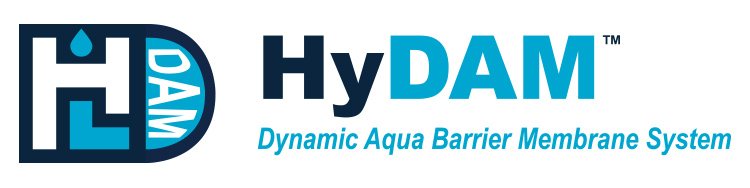 H
DAM
HyDAM™
Dynamic Aqua Barrier Membrane System